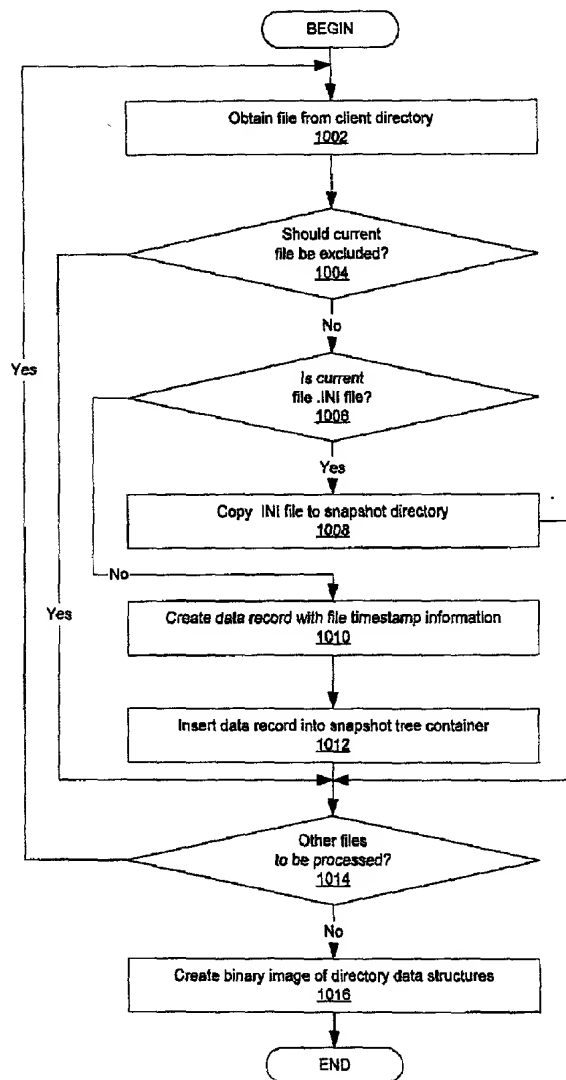 BEGIN
Obtain file from client directory
1002
Should current
file be excluded?
1004
No
Yes
Is current
file .INI file?
1006
Yes
Copy INI file to snapshot directory
1008
No
Create data record with file timestamp information
1010
Yes
Insert data record into snapshot tree container
1012
Other files
to be processed?
1014
No
Create binary image of directory data structures
1016
END